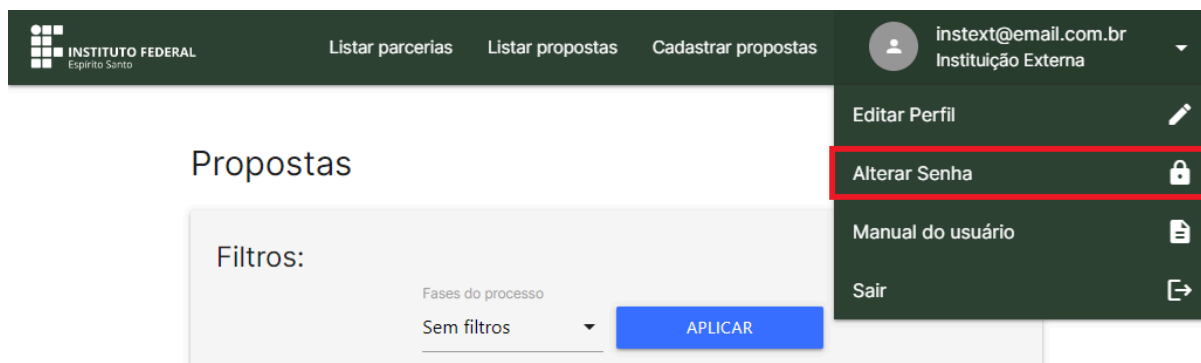 INSTITUTO FEDERAL
Espírito Santo
Listar parcerias
Listar propostas
Cadastrar propostas
instext@email.com.br
Instituição Externa
Editar Perfil
Alterar Senha
Manual do usuário
Sair
Propostas
Filtros:
Fases do processo
Sem filtros
APLICAR